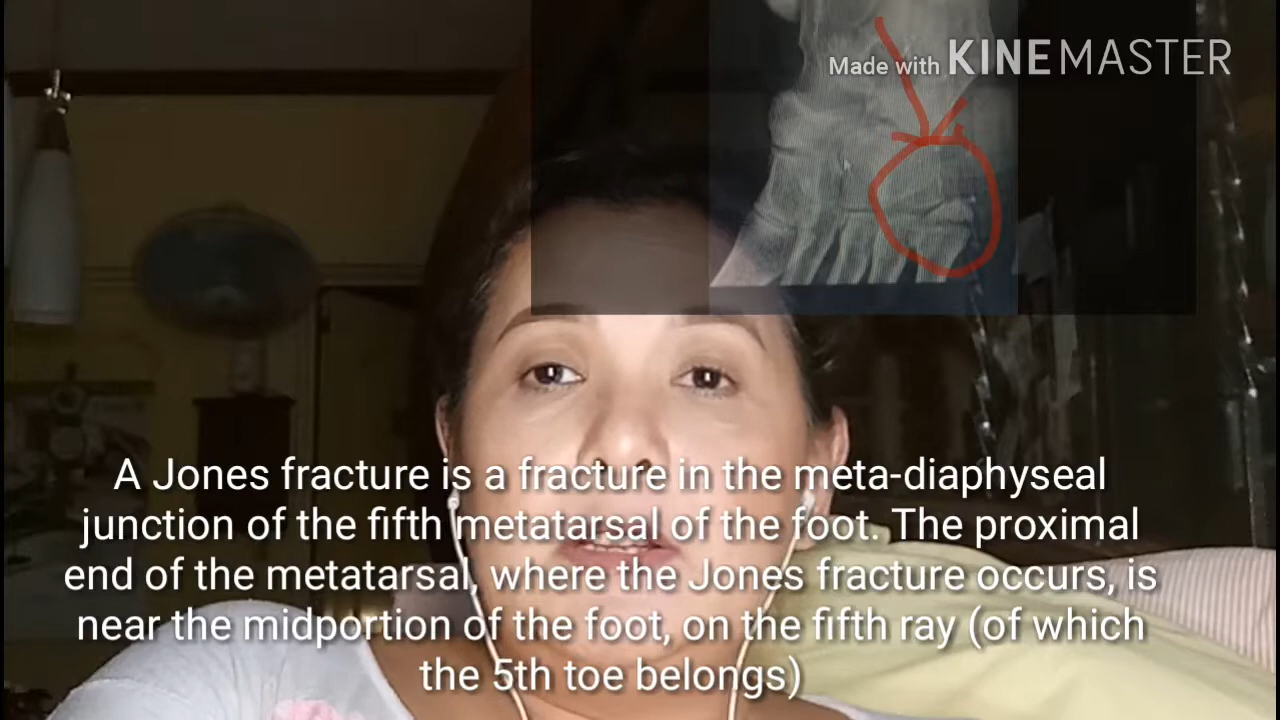 Made with KINEMASTER
A Jones fracture is a fracture in the meta-diaphyseal
junction of the fifth metatarsal of the foot. The proximal
end of the metatarsal, where the Jones fracture occurs, is
near the midportion of the foot, on the fifth ray (of which
the 5th toe belongs)